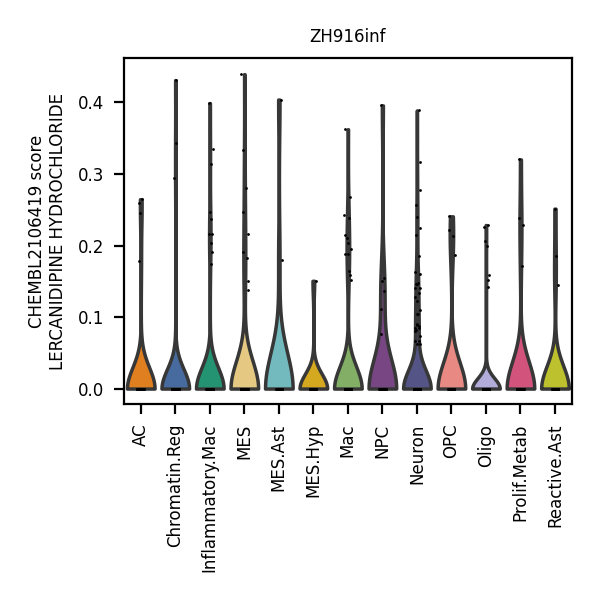 ZH916inf
CHEMBL2106419 score
LERCANIDIPINE HYDROCHLORIDE
0.4
0.3
0.2
0.1
0.0
AC
Chromatin.Reg
Inflammatory.Mac
MES
MES.Ast
MES.Hyp
Mac
NPC
Neuron
OPC
Oligo
Prolif.Metab
Reactive.Ast